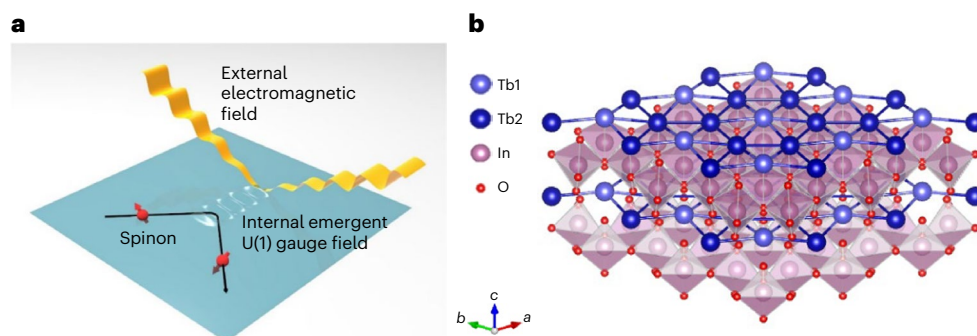 a
External
electromagnetic
field
Internal emergent
U(1) gauge field
Spinon
b
Tb1
Tb2
In
O
c
b
a